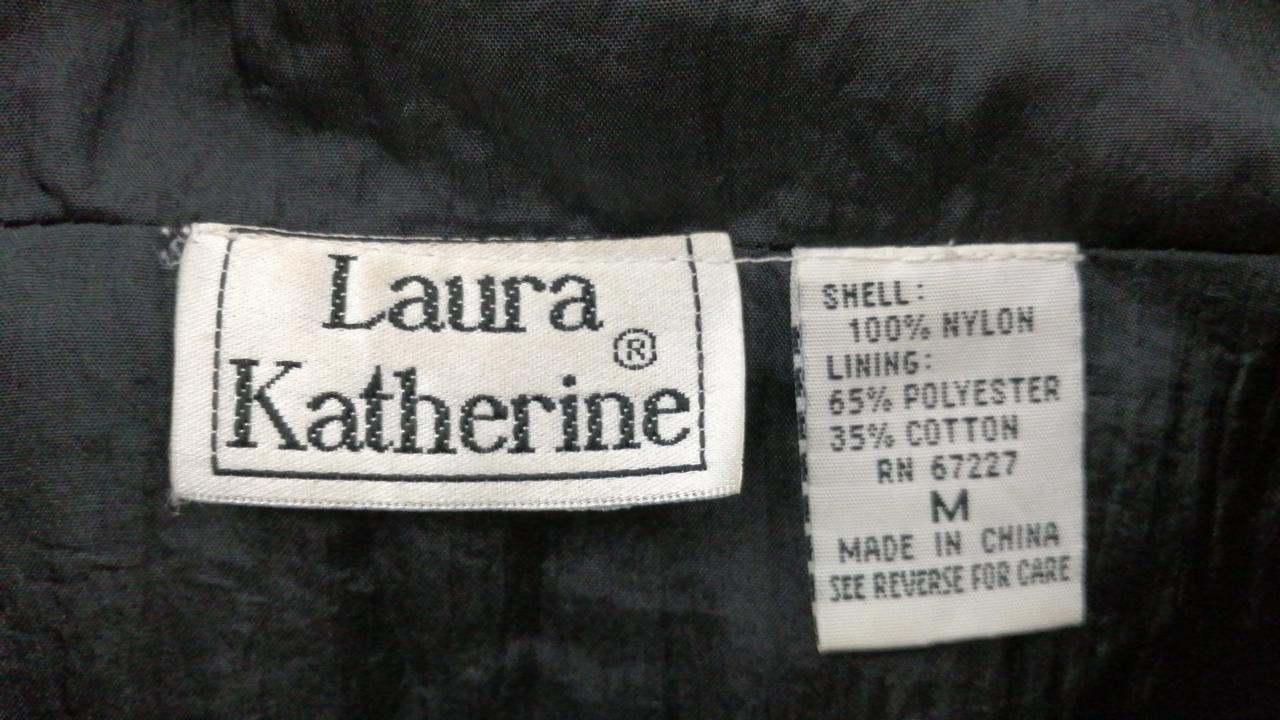 Laura
Katherine®
SHELL:
100% NYLON
LINING:
65% POLYESTER
35% COTTON
RN 67227
M
MADE IN CHINA
SEE REVERSE FOR CARE